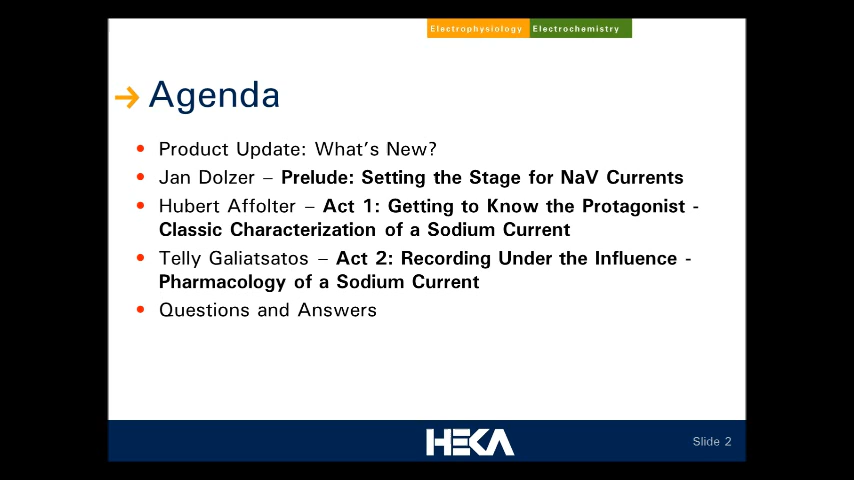 Electrophysiology Electrochemistry
Agenda
Product Update: What's New?
Jan Dolzer – Prelude: Setting the Stage for NaV Currents
Hubert Affolter – Act 1: Getting to Know the Protagonist -
Classic Characterization of a Sodium Current
Telly Galiatsatos – Act 2: Recording Under the Influence -
Pharmacology of a Sodium Current
Questions and Answers
HEKA
Slide 2